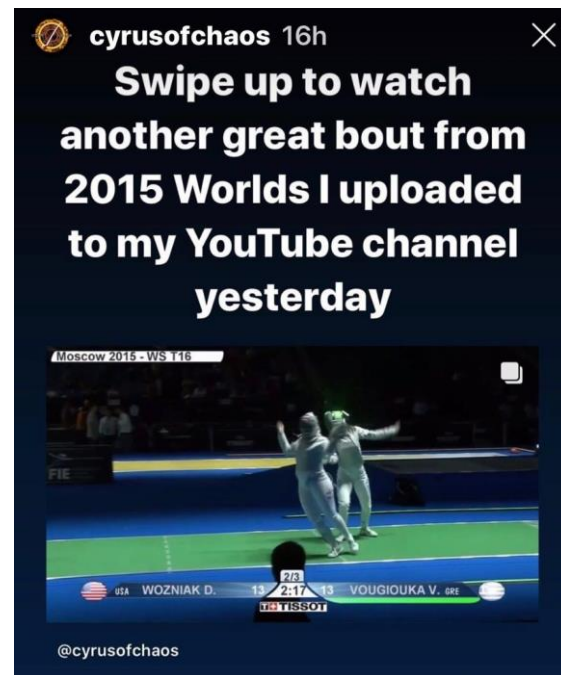 cyrusofchaos 16h
Swipe up to watch
another great bout from
2015 Worlds I uploaded
to my YouTube channel
yesterday
Moscow 2015 - WS T16
FIE
2/3
USA WOZNIAK D. 13 2:17 13 VOUGIOUKA V. GRE
TISSOT
@cyrusofchaos